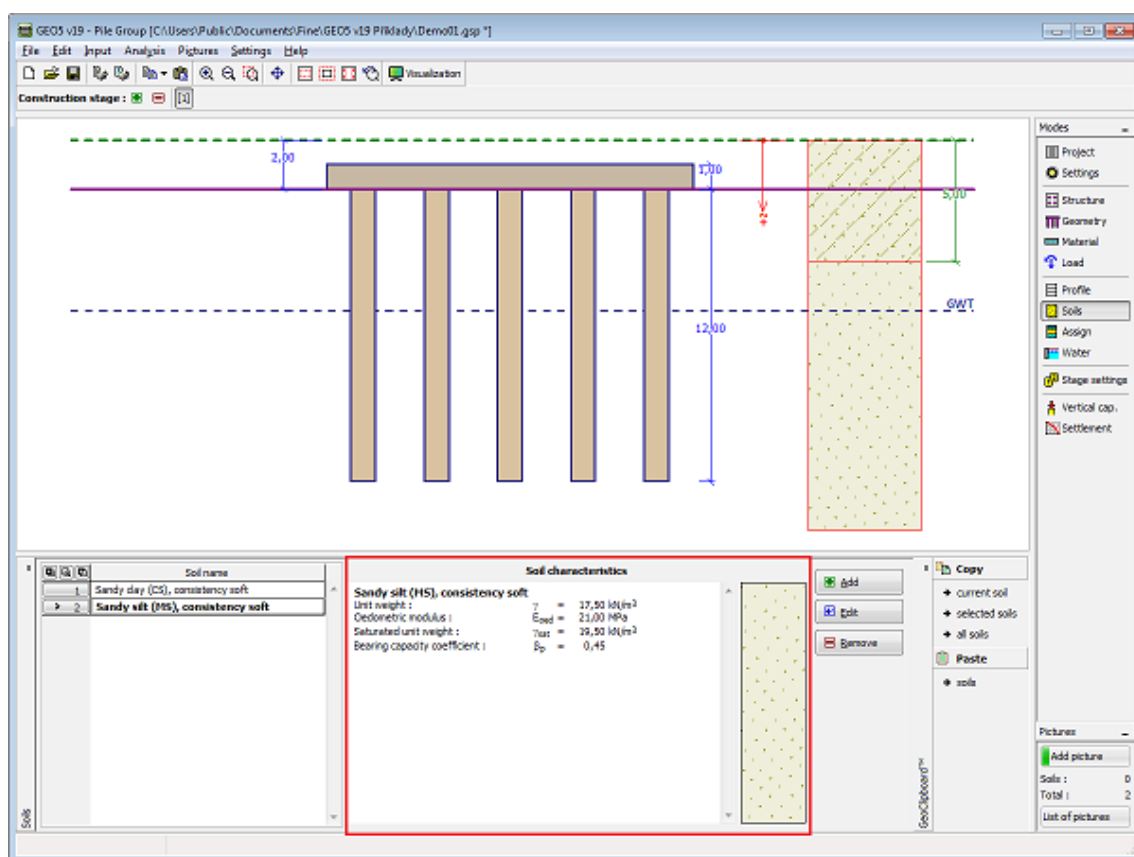 GEO5 v19 - Pile Group [C:\Users\Public\Documents\Fine\GEO5 v19 Příklady\Demo01.gsp *]
File Edit Input Analysis Pictures Settings Help
Visualization
Construction stage : [1]
2,00
1,00
+z
5,00
GWT
12,00
Modes
Project
Settings
Structure
Geometry
Material
Load
Profile
Soils
Assign
Water
Stage settings
Vertical cap.
Settlement
Soil name
1 Sandy clay (CS), consistency soft
> 2 Sandy silt (MS), consistency soft
Soil characteristics
Sandy silt (MS), consistency soft
Unit weight : γ = 17,50 kN/m³
Oedometric modulus : Eoed = 21,00 MPa
Saturated unit weight : γsat = 19,50 kN/m³
Bearing capacity coefficient : βp = 0,45
Add
Edit
Remove
Copy
current soil
selected soils
all soils
Paste
soils
GeoClipboard™
Soils
Pictures
Add picture
Soils : 0
Total : 2
List of pictures